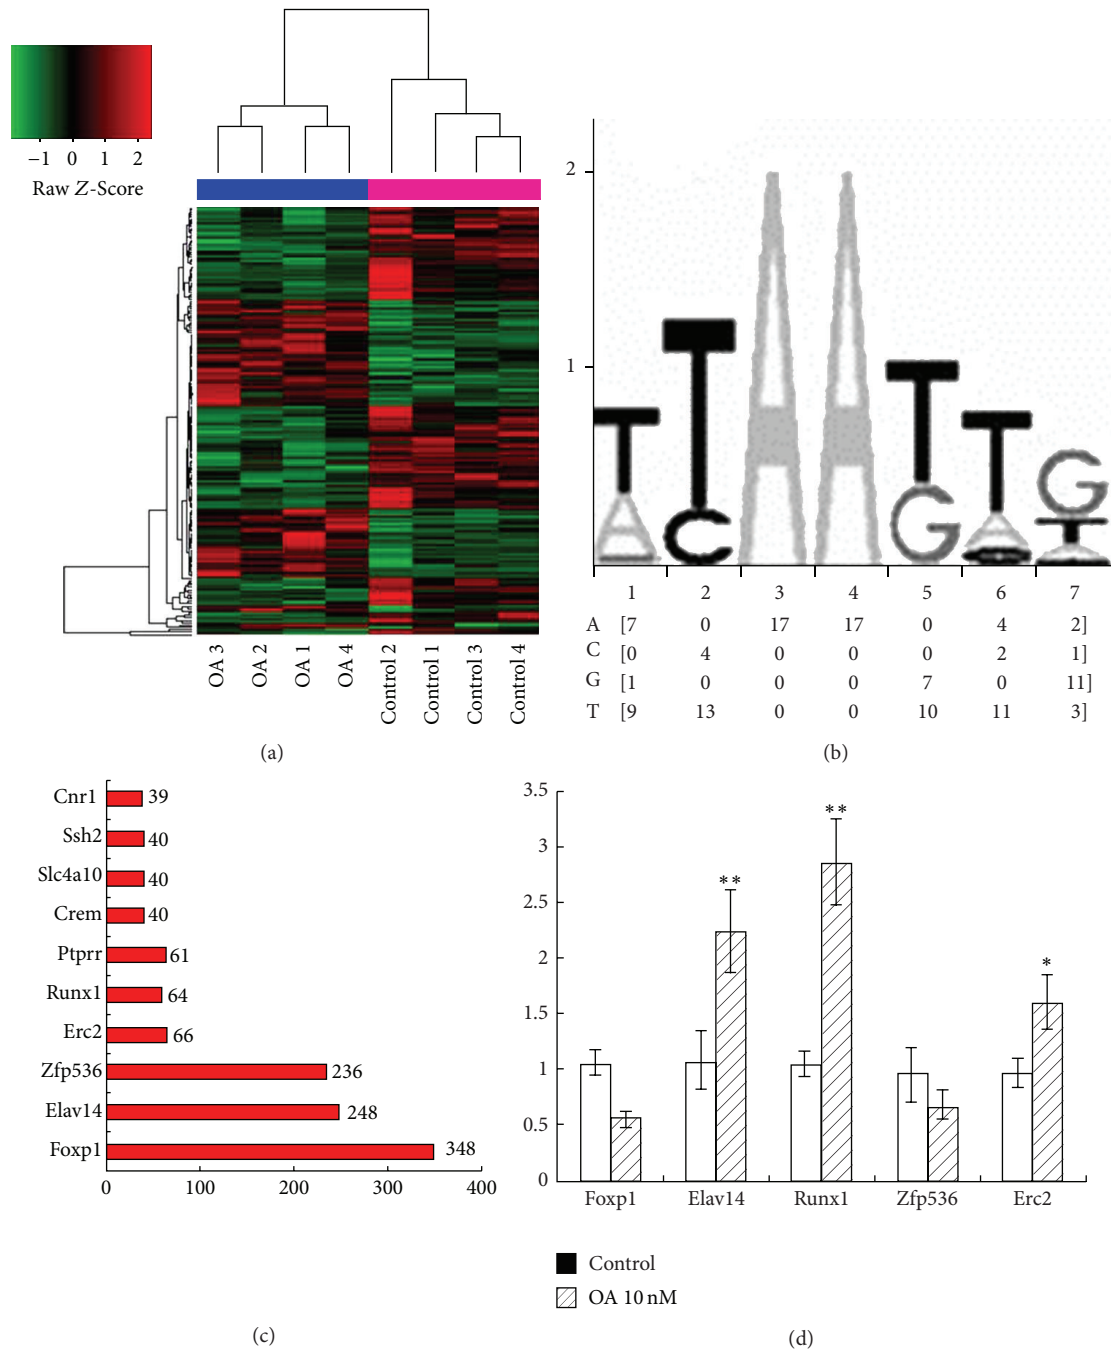 −1 0 1 2
Raw Z-Score
OA 3
OA 2
OA 1
OA 4
Control 2
Control 1
Control 3
Control 4
(a)
2
1
T T A A T T G
A C G A T
1 2 3 4 5 6 7
A [7 0 17 17 0 4 2]
C [0 4 0 0 0 2 1]
G [1 0 0 0 7 0 11]
T [9 13 0 0 10 11 3]
(b)
Cnr1 39
Ssh2 40
Slc4a10 40
Crem 40
Ptprr 61
Runx1 64
Erc2 66
Zfp536 236
Elav14 248
Foxp1 348
0 100 200 300 400
(c)
3.5
3
2.5
2
1.5
1
0.5
0
** ** *
Foxp1 Elav14 Runx1 Zfp536 Erc2
Control
OA 10 nM
(d)